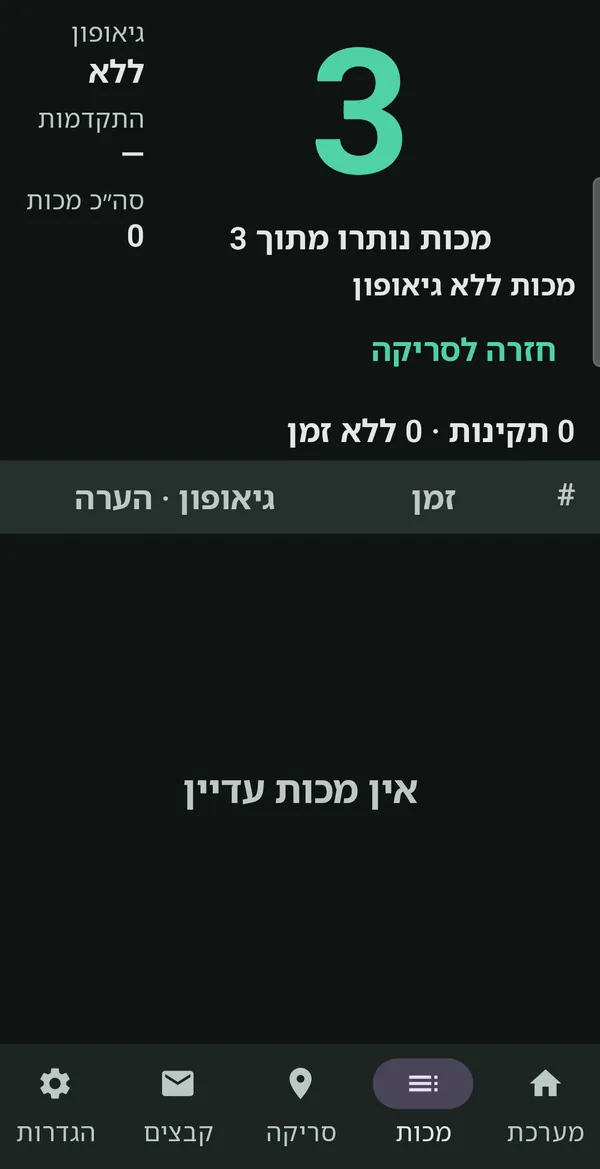 גיאופון
ללא
התקדמות
—
סה״כ מכות
0
3
מכות נותרו מתוך 3
מכות ללא גיאופון
חזרה לסריקה
0 תקינות · 0 ללא זמן
# זמן גיאופון · הערה
אין מכות עדיין
מערכת מכות סריקה קבצים הגדרות